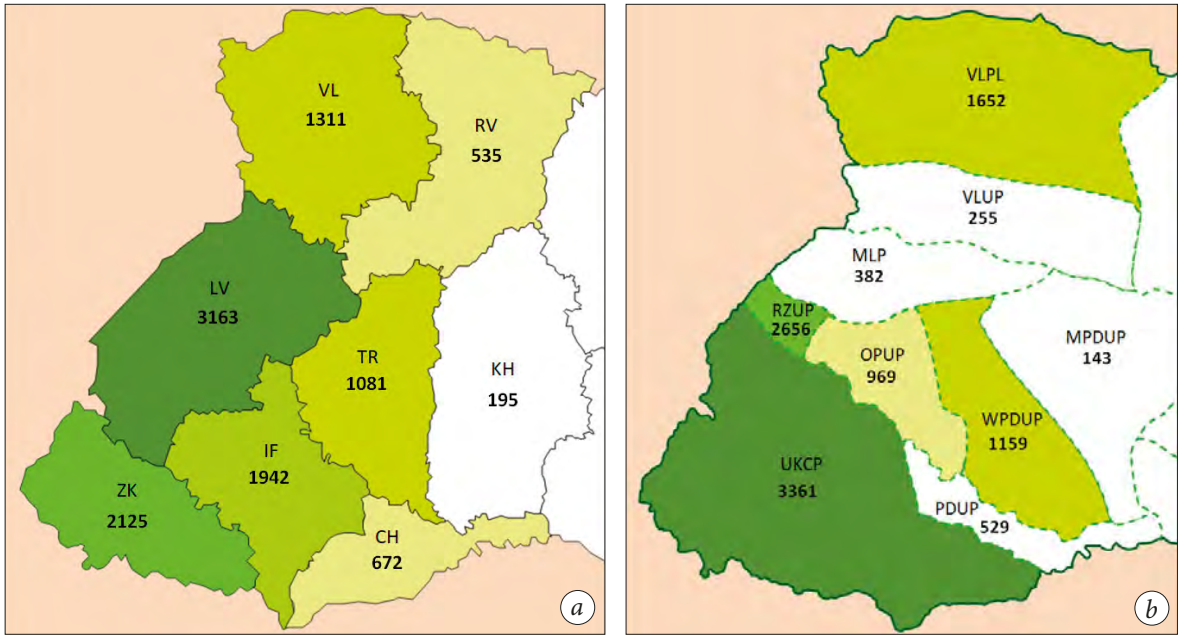 VL
1311
RV
535
LV
3163
TR
1081
KH
195
IF
1942
ZK
2125
CH
672
a
VLPL
1652
VLUP
255
MLP
382
RZUP
2656
OPUP
969
MPDUP
143
WPDUP
1159
UKCP
3361
PDUP
529
b